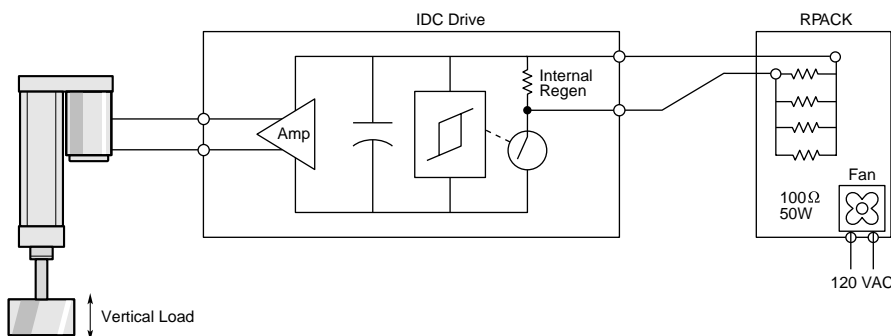 IDC Drive
RPACK
Internal
Regen
Amp
Fan
100Ω
50W
120 VAC
Vertical Load